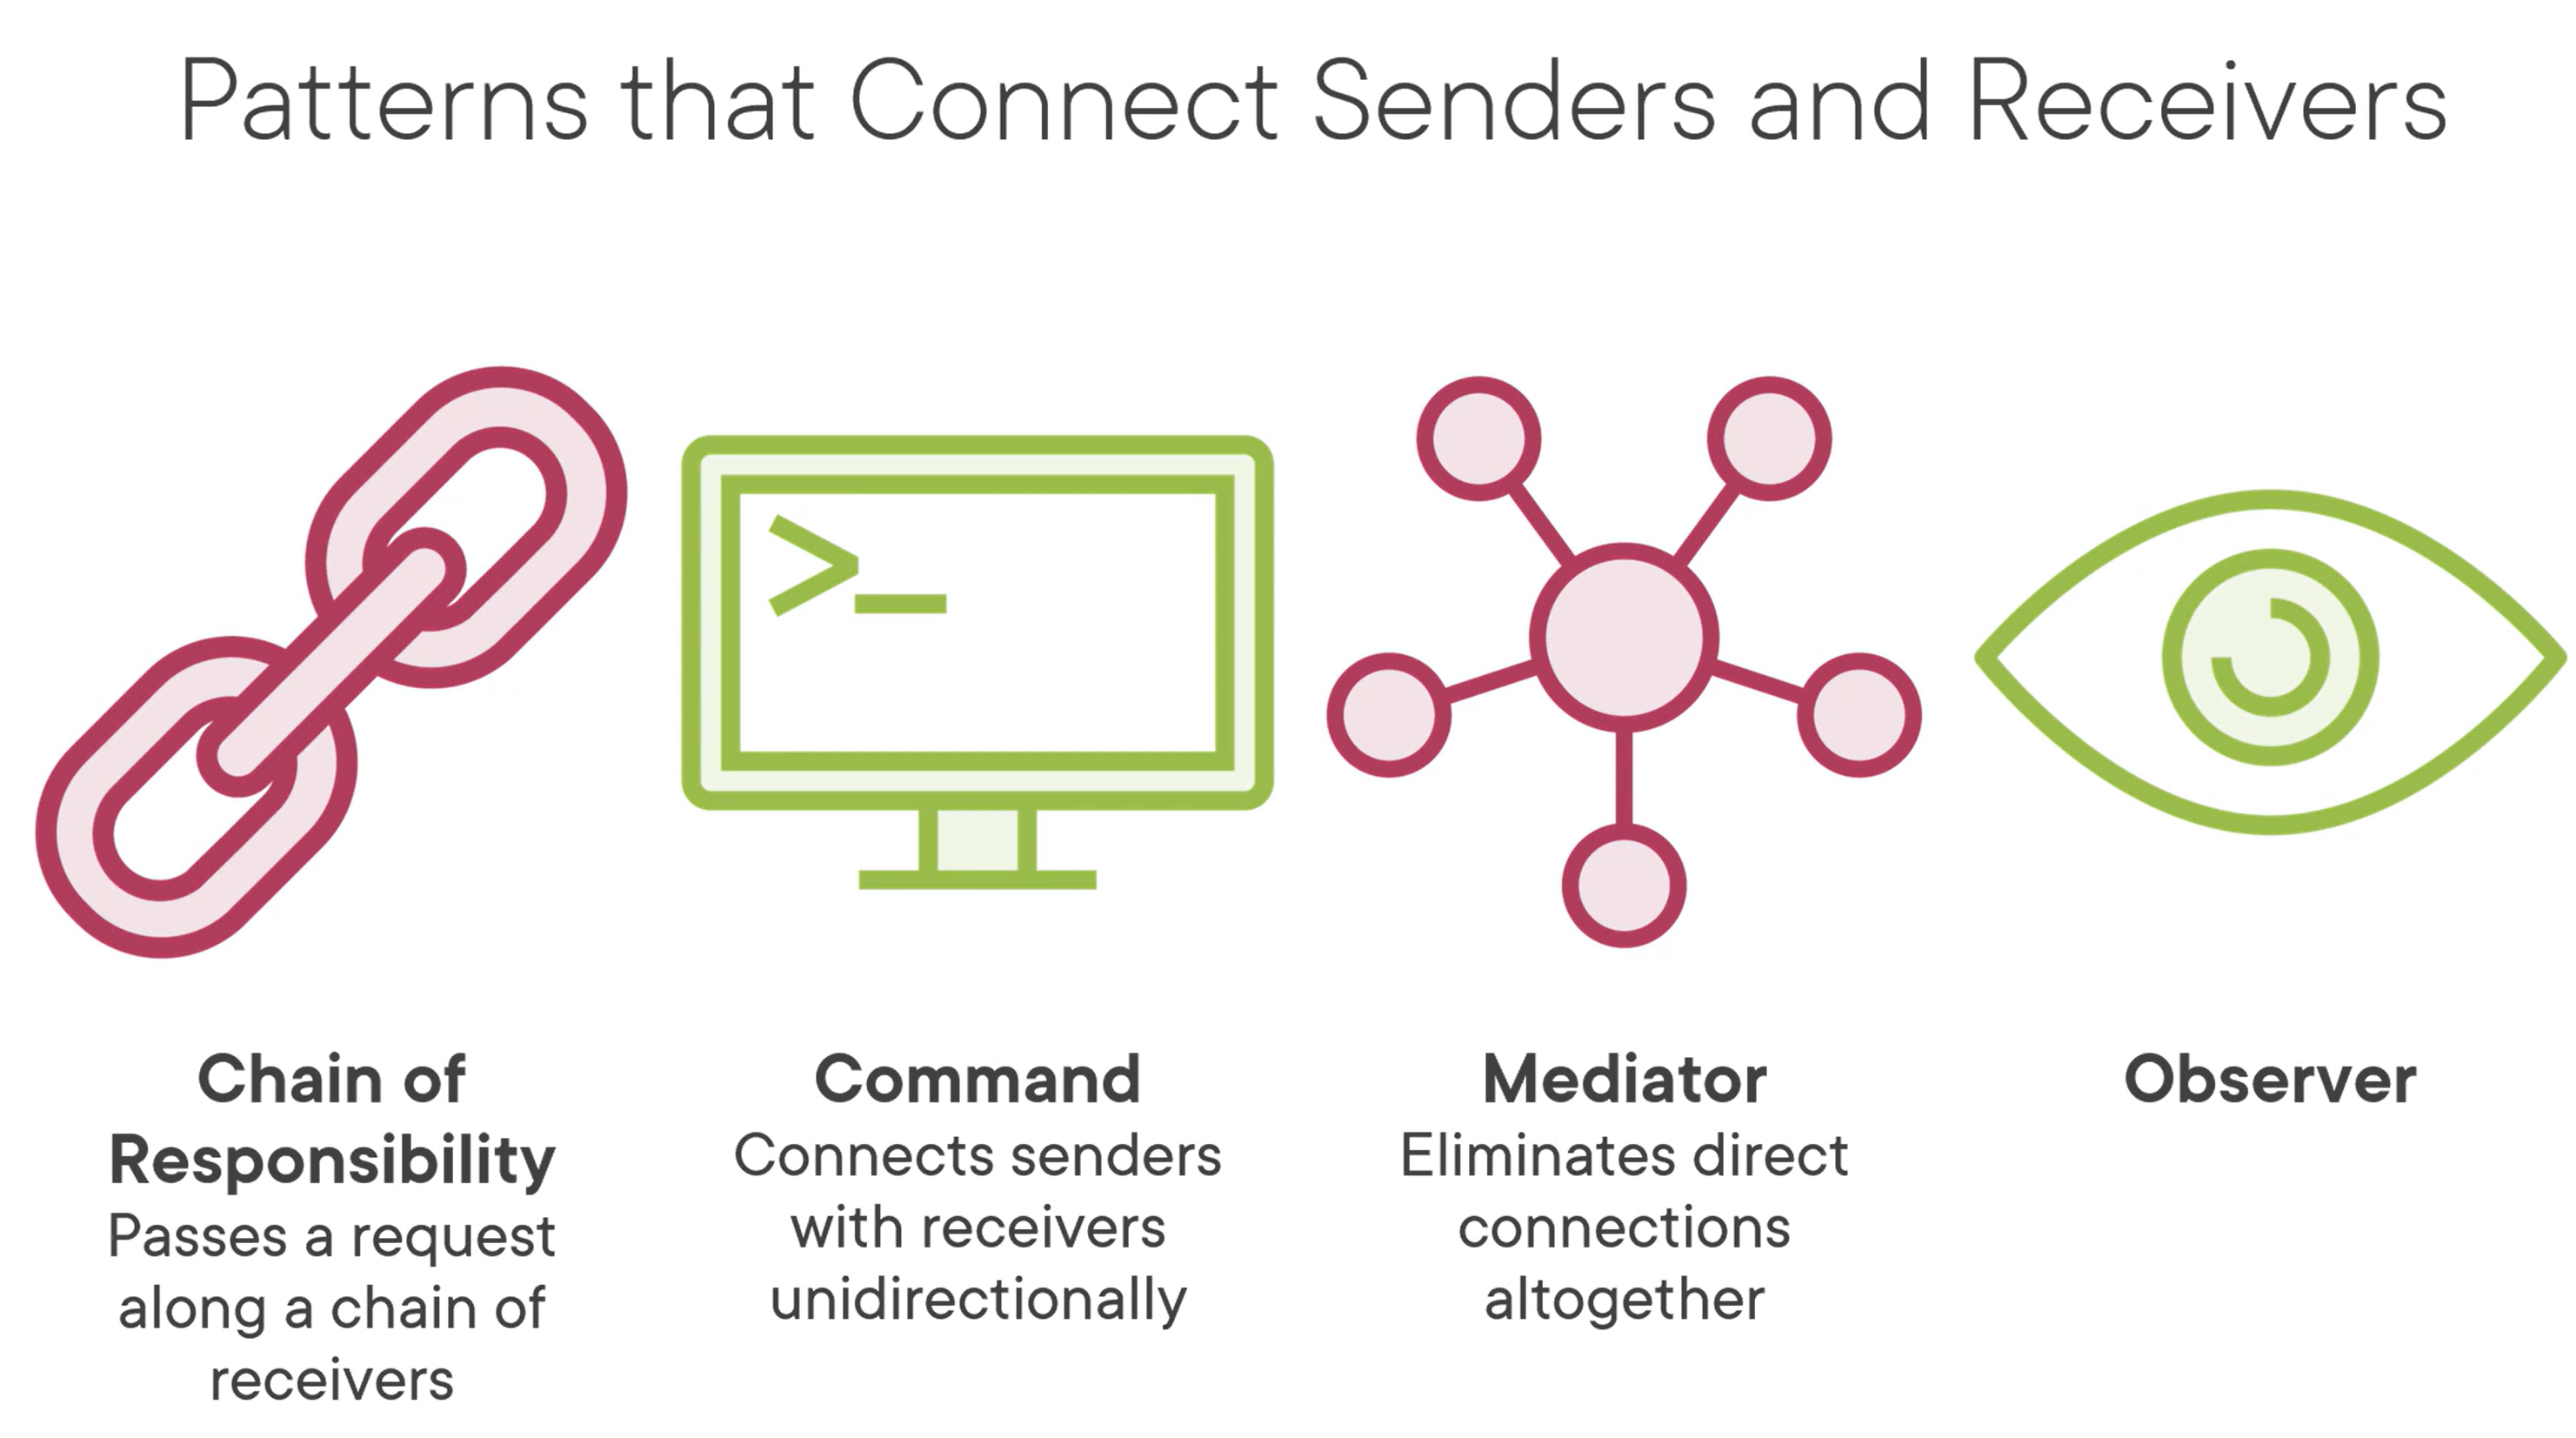 Patterns that Connect Senders and Receivers
>_
Chain of
Responsibility
Passes a request
along a chain of
receivers
Command
Connects senders
with receivers
unidirectionally
Mediator
Eliminates direct
connections
altogether
Observer